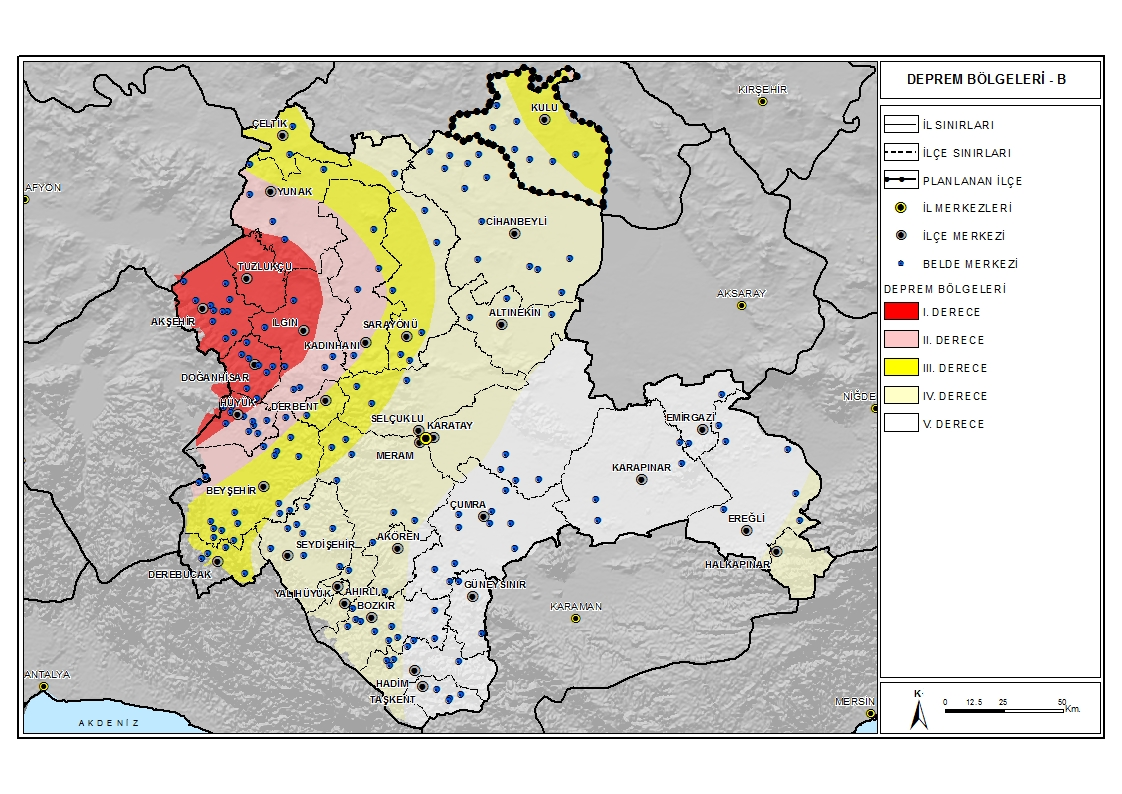 DEPREM BÖLGELERİ - B
İL SINIRLARI
İLÇE SINIRLARI
PLANLANAN İLÇE
İL MERKEZLERİ
İLÇE MERKEZİ
BELDE MERKEZİ
DEPREM BÖLGELERİ
I. DERECE
II. DERECE
III. DERECE
IV. DERECE
V. DERECE
K
0 12.5 25 50
Km.
KIRŞEHİR
KULU
ÇELTİK
AFYON
YUNAK
CİHANBEYLİ
TUZLUKÇU
AKSARAY
AKŞEHİR
ILGIN
SARAYÖNÜ
ALTINEKİN
KADINHANI
DOĞANHİSAR
NİĞDE
HÜYÜK
DERBENT
SELÇUKLU
KARATAY
EMİRGAZİ
MERAM
KARAPINAR
BEYŞEHİR
ÇUMRA
EREĞLİ
SEYDİŞEHİR
AKÖREN
HALKAPINAR
DEREBUCAK
GÜNEYSINIR
YALIHÜYÜK
AHIRLI
BOZKIR
KARAMAN
ANTALYA
HADİM
TAŞKENT
MERSİN
AKDENİZ